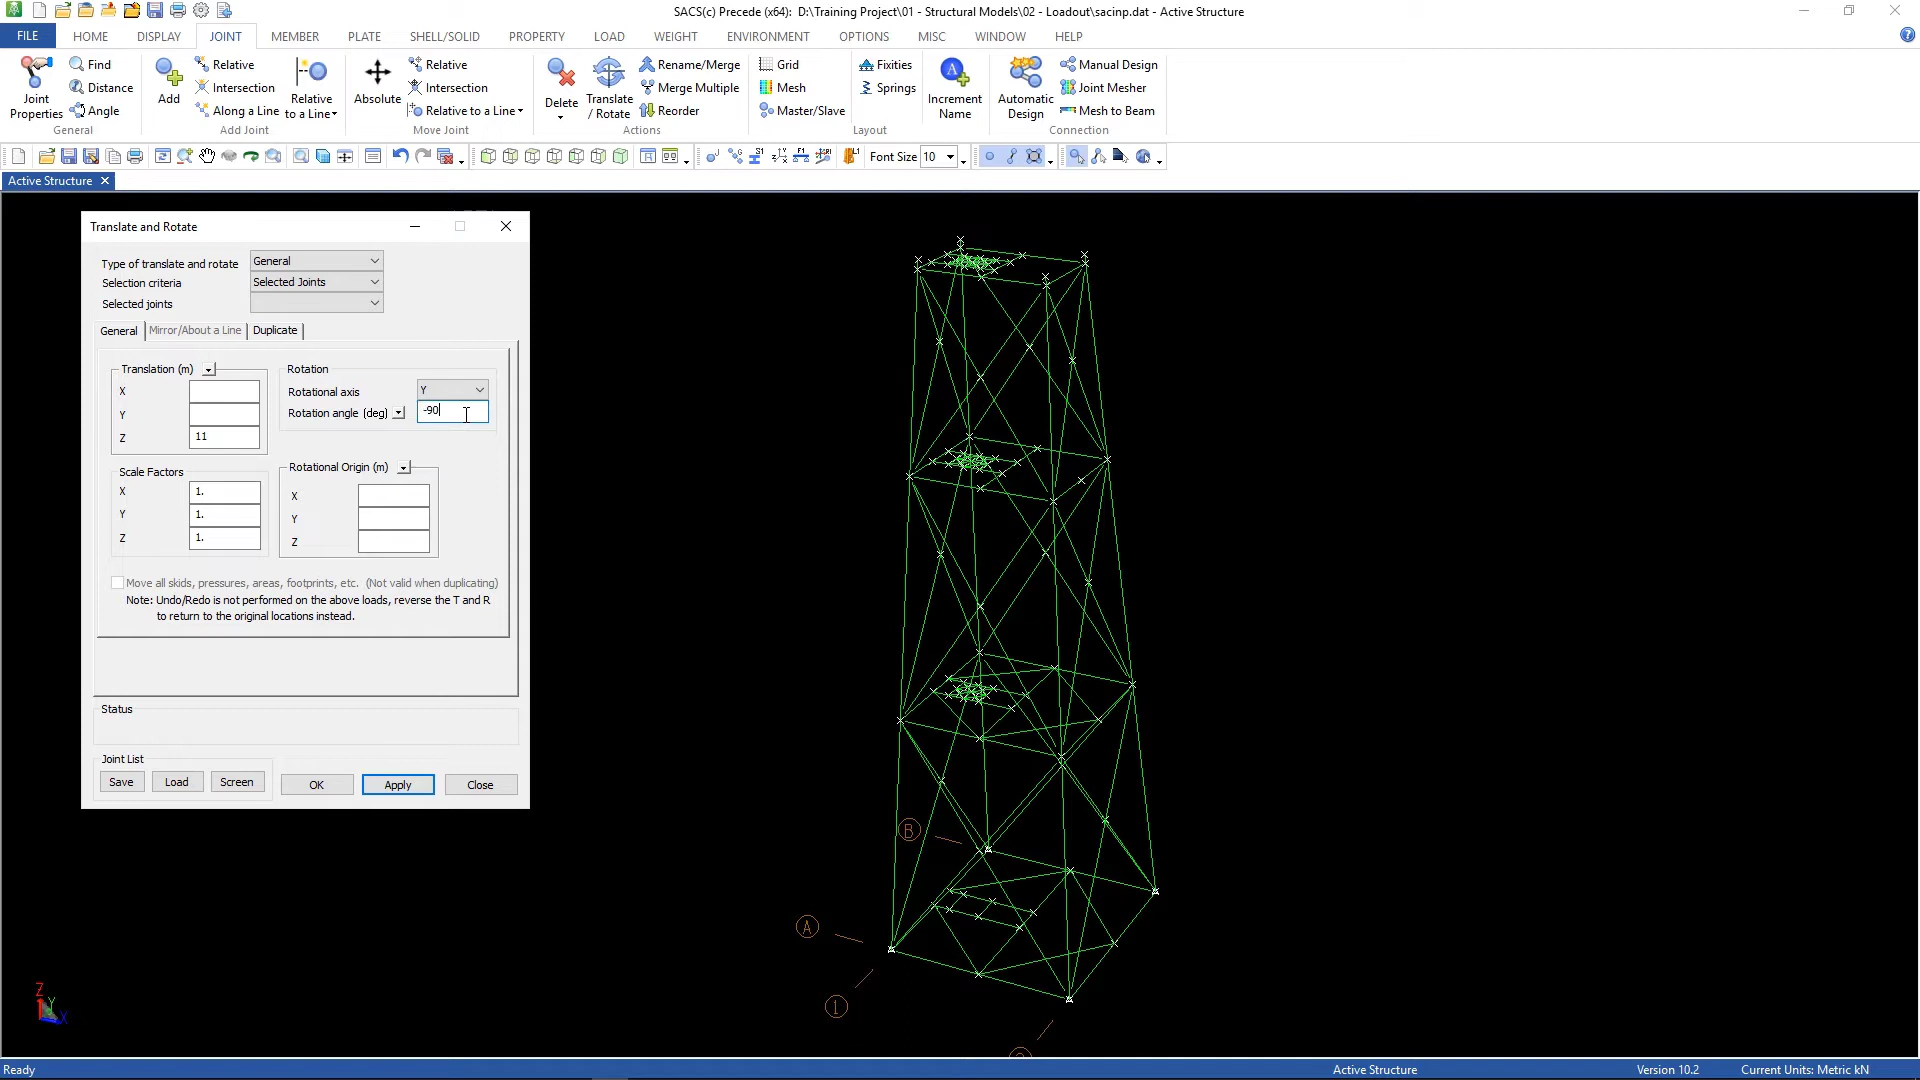 SACS(c) Precede (x64): D:\Training Project\01 - Structural Models\02 - Loadout\sacinp.dat - Active Structure
FILE HOME DISPLAY JOINT MEMBER PLATE SHELL/SOLID PROPERTY LOAD WEIGHT ENVIRONMENT OPTIONS MISC WINDOW HELP
Joint Properties
Find
Distance
Angle
General
Add
Relative
Intersection
Along a Line
Relative to a Line
Add Joint
Absolute
Relative
Intersection
Relative to a Line
Move Joint
Delete
Translate / Rotate
Rename/Merge
Merge Multiple
Reorder
Actions
Grid
Mesh
Master/Slave
Fixities
Springs
Layout
Increment Name
Automatic Design
Manual Design
Joint Mesher
Mesh to Beam
Connection
Font Size 10
Active Structure
Translate and Rotate
Type of translate and rotate General
Selection criteria Selected Joints
Selected joints
General Mirror/About a Line Duplicate
Translation (m)
X
Y
Z 11
Rotation
Rotational axis Y
Rotation angle (deg) -90
Scale Factors
X 1.
Y 1.
Z 1.
Rotational Origin (m)
X
Y
Z
Move all skids, pressures, areas, footprints, etc. (Not valid when duplicating)
Note: Undo/Redo is not performed on the above loads, reverse the T and R
to return to the original locations instead.
Status
Joint List
Save Load Screen OK Apply Close
B
A
1
Z
Y
X
Ready Active Structure Version 10.2 Current Units: Metric kN